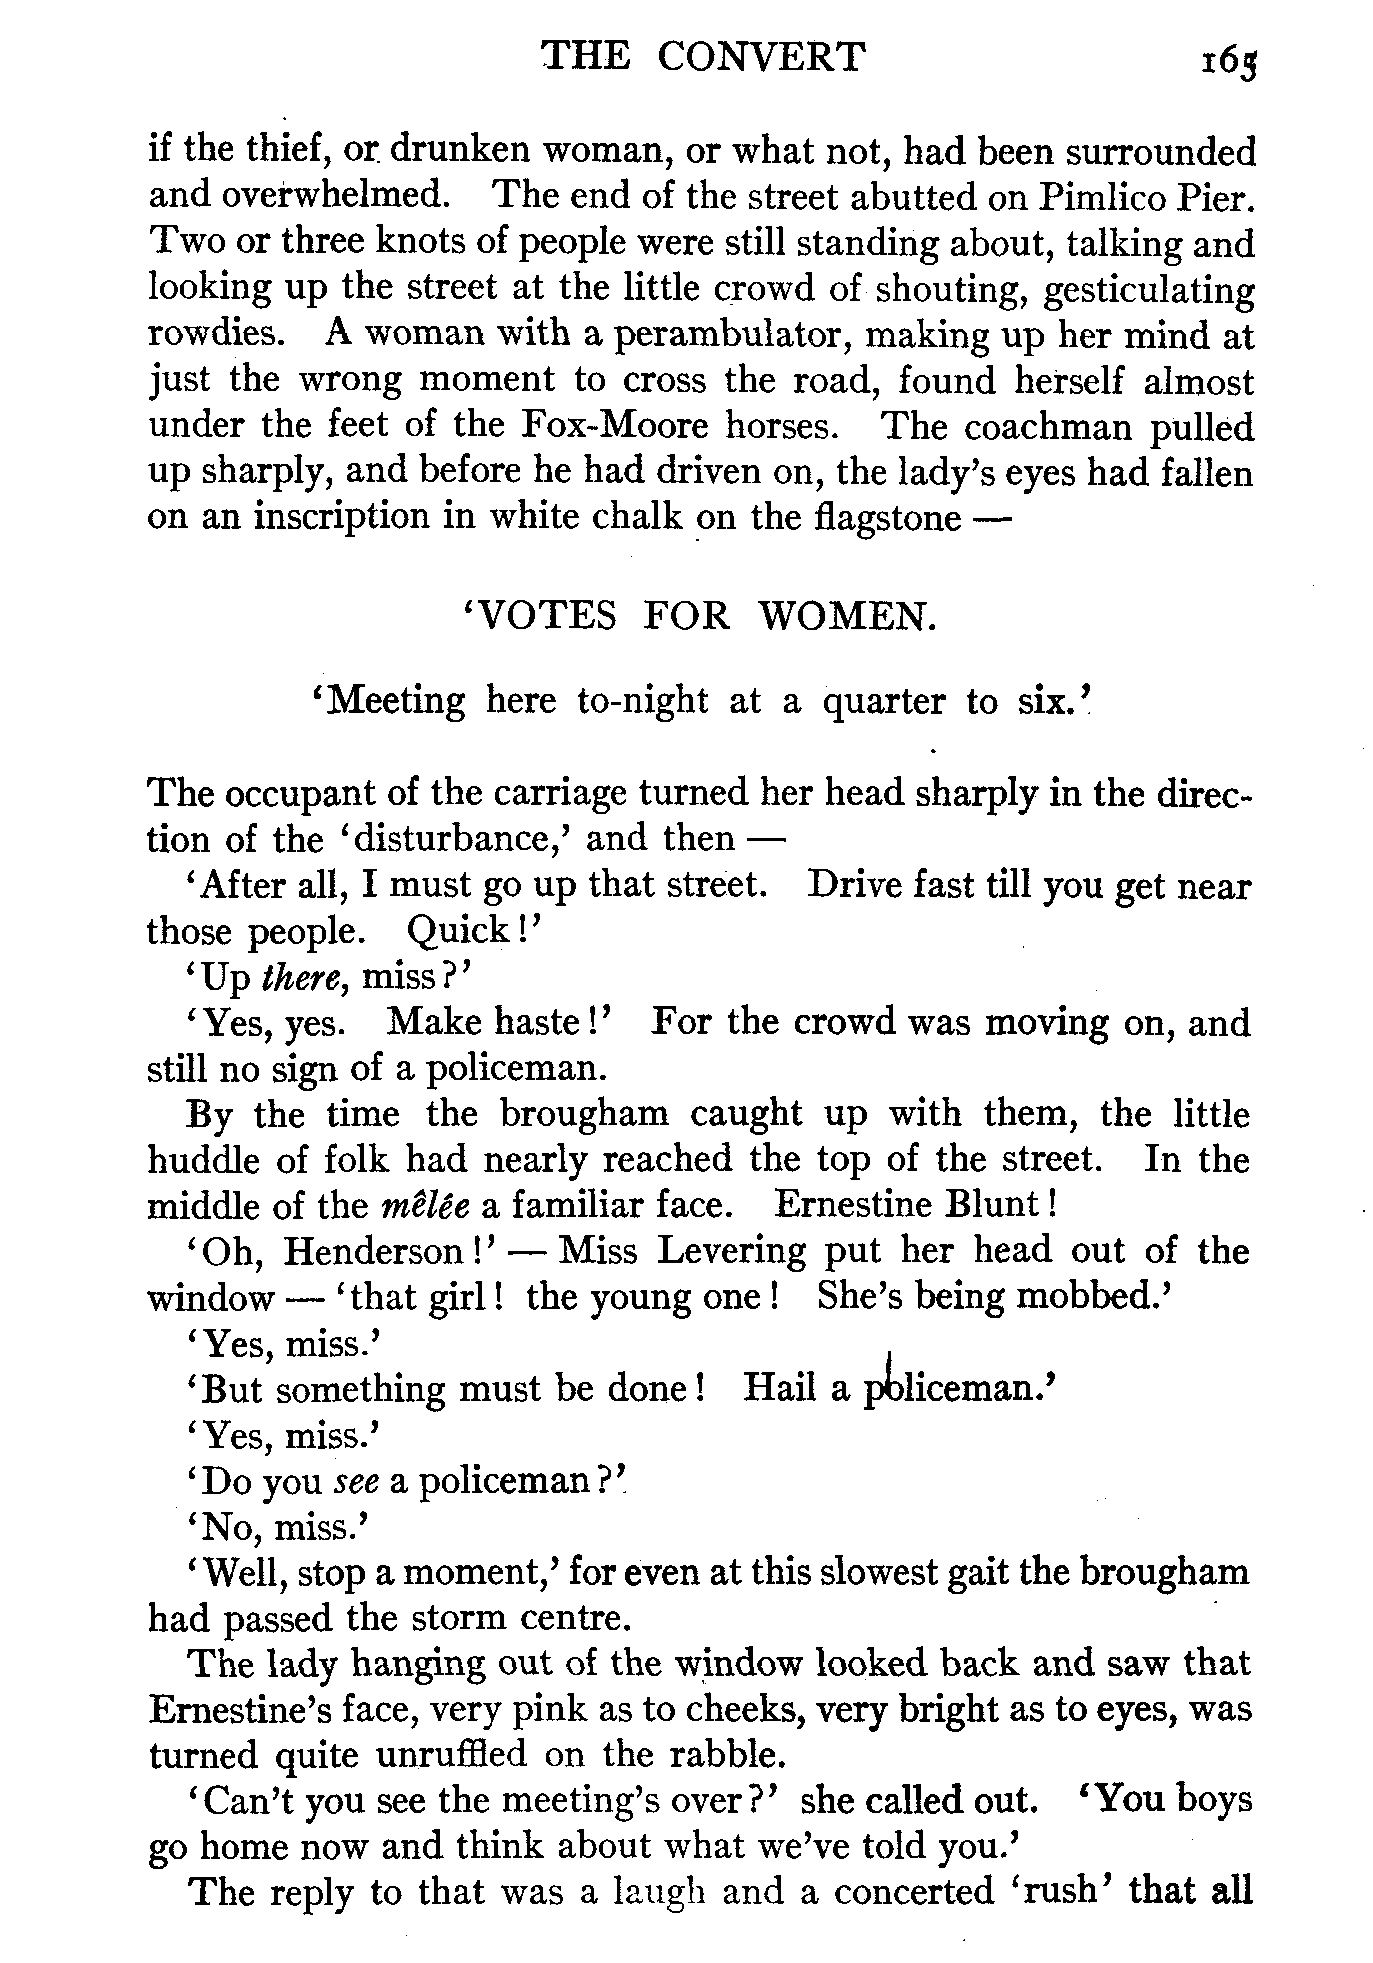 THE CONVERT 165
if the thief, or drunken woman, or what not, had been surrounded
and overwhelmed. The end of the street abutted on Pimlico Pier.
Two or three knots of people were still standing about, talking and
looking up the street at the little crowd of shouting, gesticulating
rowdies. A woman with a perambulator, making up her mind at
just the wrong moment to cross the road, found herself almost
under the feet of the Fox-Moore horses. The coachman pulled
up sharply, and before he had driven on, the lady's eyes had fallen
on an inscription in white chalk on the flagstone —
‘VOTES FOR WOMEN.
‘Meeting here to-night at a quarter to six.’
The occupant of the carriage turned her head sharply in the direc-
tion of the ‘disturbance,’ and then —
‘After all, I must go up that street. Drive fast till you get near
those people. Quick!’
‘Up there, miss?’
‘Yes, yes. Make haste!’ For the crowd was moving on, and
still no sign of a policeman.
By the time the brougham caught up with them, the little
huddle of folk had nearly reached the top of the street. In the
middle of the mêlée a familiar face. Ernestine Blunt!
‘Oh, Henderson!’ — Miss Levering put her head out of the
window — ‘that girl! the young one! She's being mobbed.’
‘Yes, miss.’
‘But something must be done! Hail a policeman.’
‘Yes, miss.’
‘Do you see a policeman?’
‘No, miss.’
‘Well, stop a moment,’ for even at this slowest gait the brougham
had passed the storm centre.
The lady hanging out of the window looked back and saw that
Ernestine's face, very pink as to cheeks, very bright as to eyes, was
turned quite unruffled on the rabble.
‘Can't you see the meeting's over?’ she called out. ‘You boys
go home now and think about what we've told you.’
The reply to that was a laugh and a concerted ‘rush’ that all